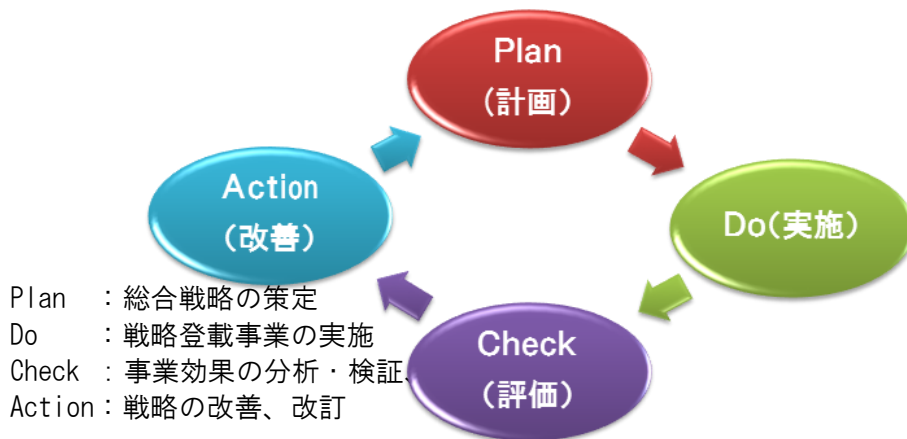 Plan
(計画)
Action
(改善)
Do(実施)
Check
(評価)
Plan ：総合戦略の策定
Do ：戦略登載事業の実施
Check ：事業効果の分析・検証、
Action：戦略の改善、改訂